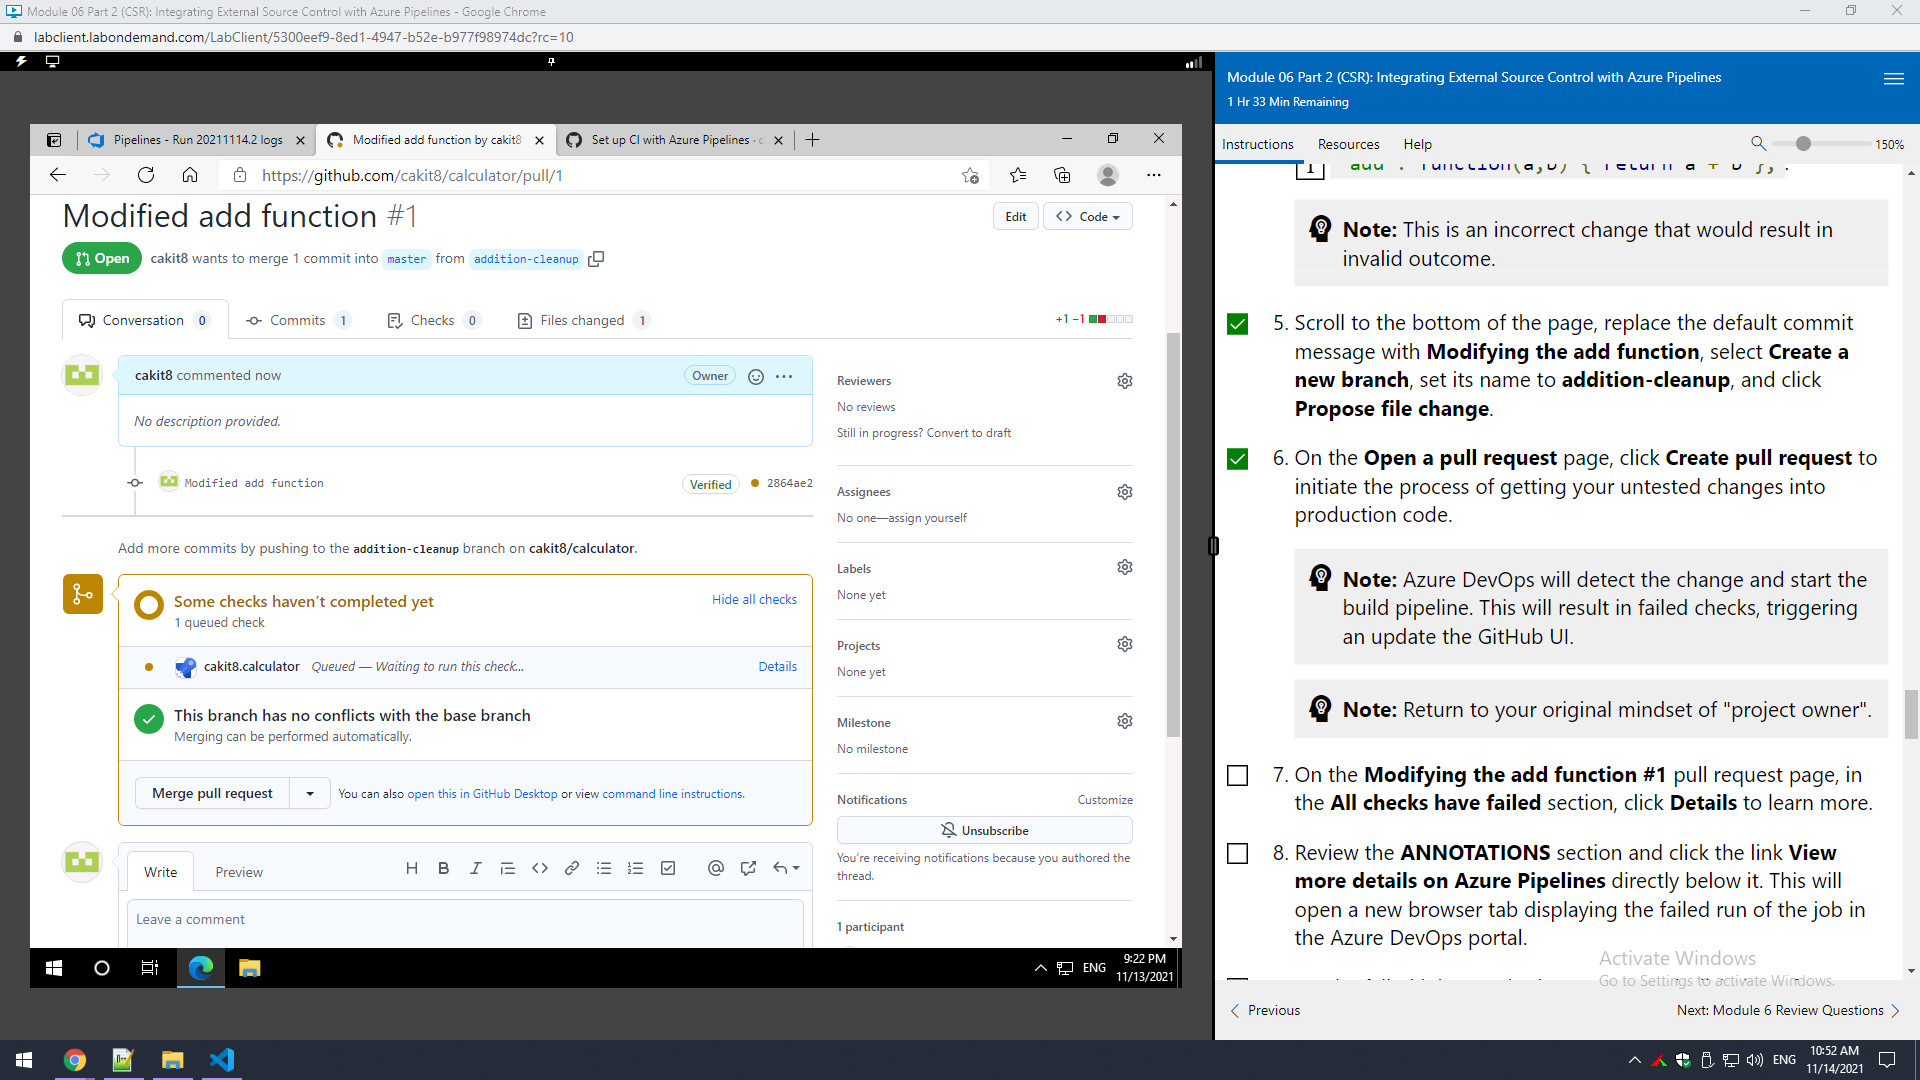 Module 06 Part 2 (CSR): Integrating External Source Control with Azure Pipelines - Google Chrome
labclient.labondemand.com/LabClient/5300eef9-8ed1-4947-b52e-b977f98974dc?rc=10
Pipelines - Run 20211114.2 logs
Modified add function by cakit8
Set up CI with Azure Pipelines · c
https://github.com/cakit8/calculator/pull/1
Modified add function #1
Edit
Code
Open
cakit8 wants to merge 1 commit into master from addition-cleanup
Conversation 0
Commits 1
Checks 0
Files changed 1
+1 −1
cakit8 commented now
Owner
No description provided.
Modified add function
Verified
2864ae2
Add more commits by pushing to the addition-cleanup branch on cakit8/calculator.
Some checks haven't completed yet
Hide all checks
1 queued check
cakit8.calculator Queued — Waiting to run this check...
Details
This branch has no conflicts with the base branch
Merging can be performed automatically.
Merge pull request
You can also open this in GitHub Desktop or view command line instructions.
Write
Preview
Leave a comment
Reviewers
No reviews
Still in progress? Convert to draft
Assignees
No one—assign yourself
Labels
None yet
Projects
None yet
Milestone
No milestone
Notifications
Customize
Unsubscribe
You're receiving notifications because you authored the
thread.
1 participant
ENG
9:22 PM
11/13/2021
Module 06 Part 2 (CSR): Integrating External Source Control with Azure Pipelines
1 Hr 33 Min Remaining
Instructions
Resources
Help
150%
1 add : function(a,b) { return a + b },
Note: This is an incorrect change that would result in
invalid outcome.
5. Scroll to the bottom of the page, replace the default commit
message with Modifying the add function, select Create a
new branch, set its name to addition-cleanup, and click
Propose file change.
6. On the Open a pull request page, click Create pull request to
initiate the process of getting your untested changes into
production code.
Note: Azure DevOps will detect the change and start the
build pipeline. This will result in failed checks, triggering
an update the GitHub UI.
Note: Return to your original mindset of "project owner".
7. On the Modifying the add function #1 pull request page, in
the All checks have failed section, click Details to learn more.
8. Review the ANNOTATIONS section and click the link View
more details on Azure Pipelines directly below it. This will
open a new browser tab displaying the failed run of the job in
the Azure DevOps portal.
Activate Windows
Go to Settings to activate Windows.
Previous
Next: Module 6 Review Questions
ENG
10:52 AM
11/14/2021